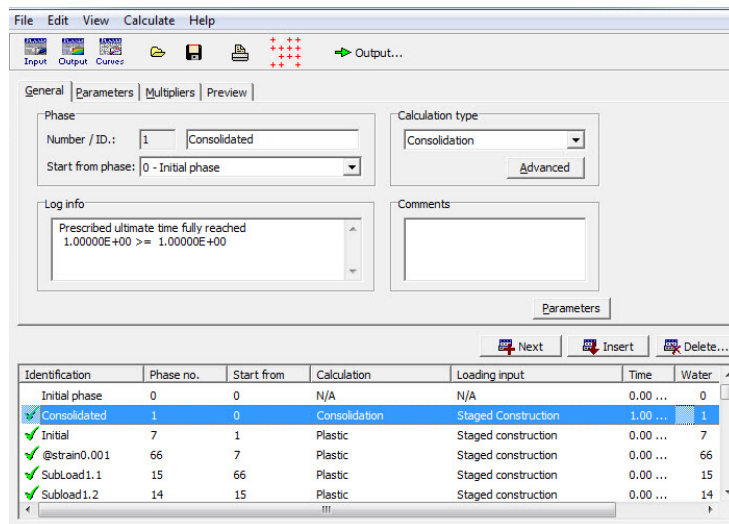 File Edit View Calculate Help
Input Output Curves Output...
General Parameters Multipliers Preview
Phase Calculation type
Number / ID.: 1 Consolidated Consolidation
Start from phase: 0 - Initial phase Advanced
Log info Comments
Prescribed ultimate time fully reached
1.00000E+00 >= 1.00000E+00
Parameters
Next Insert Delete...
Identification Phase no. Start from Calculation Loading input Time Water
Initial phase 0 0 N/A N/A 0.00 ... 0
Consolidated 1 0 Consolidation Staged Construction 1.00 ... 1
Initial 7 1 Plastic Staged construction 0.00 ... 7
@strain0.001 66 7 Plastic Staged construction 0.00 ... 66
SubLoad1.1 15 66 Plastic Staged construction 0.00 ... 15
Subload1.2 14 15 Plastic Staged construction 0.00 ... 14